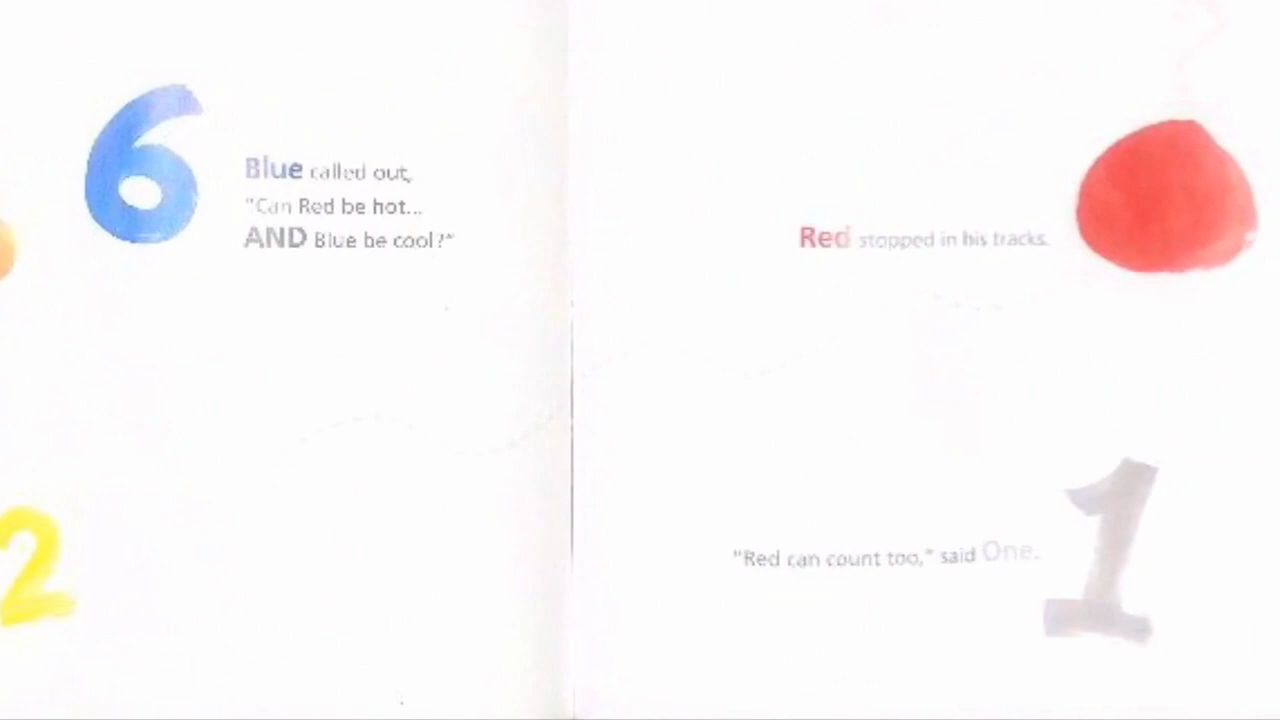 6
Blue called out,
"Can Red be hot...
AND Blue be cool?"
2
Red stopped in his tracks.
"Red can count too," said One.
1